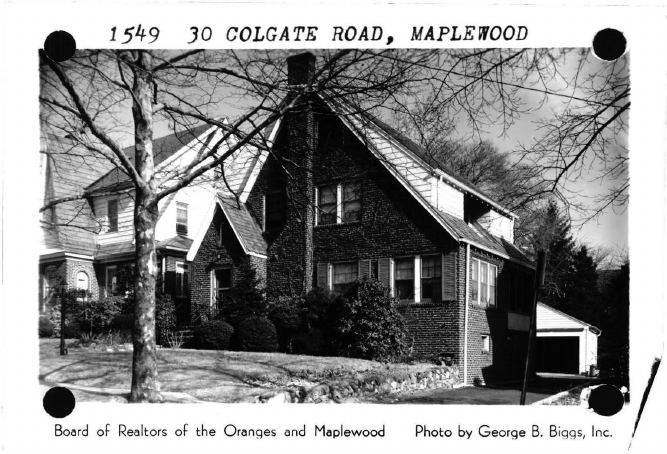 1549 30 COLGATE ROAD, MAPLEWOOD
Board of Realtors of the Oranges and Maplewood Photo by George B. Biggs, Inc.